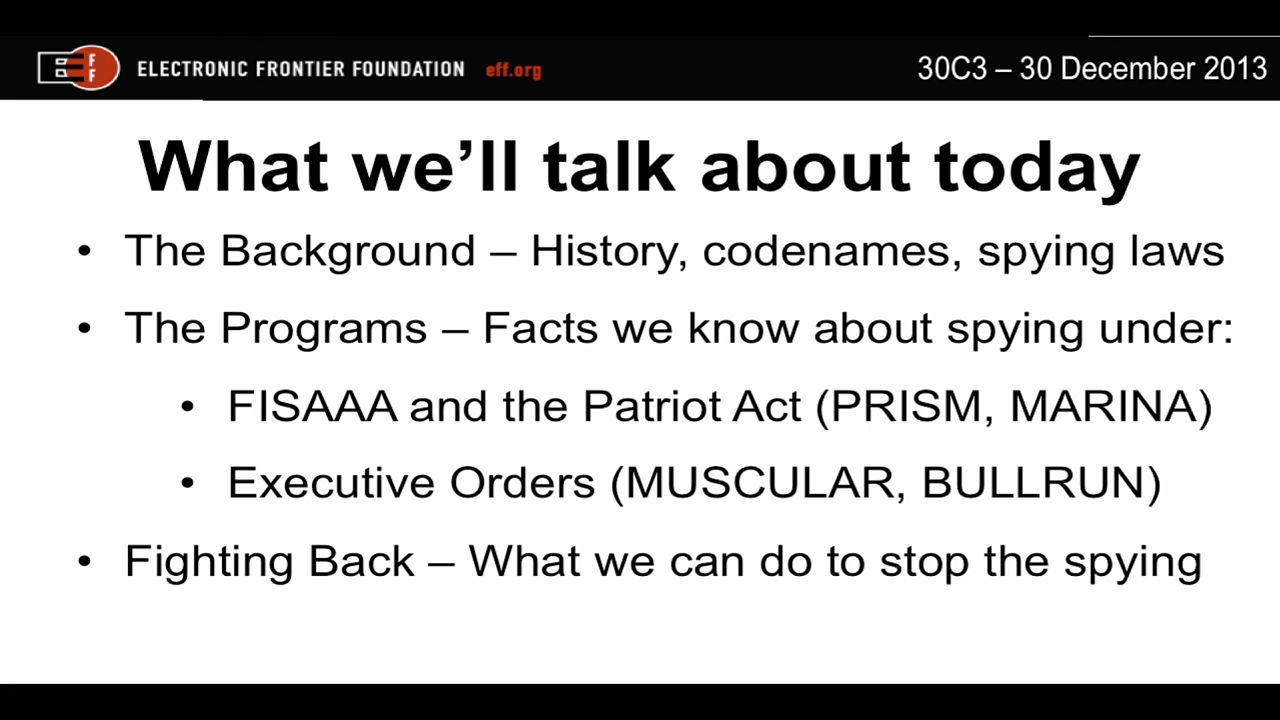 EFF ELECTRONIC FRONTIER FOUNDATION eff.org 30C3 – 30 December 2013
What we’ll talk about today
• The Background – History, codenames, spying laws
• The Programs – Facts we know about spying under:
• FISAAA and the Patriot Act (PRISM, MARINA)
• Executive Orders (MUSCULAR, BULLRUN)
• Fighting Back – What we can do to stop the spying